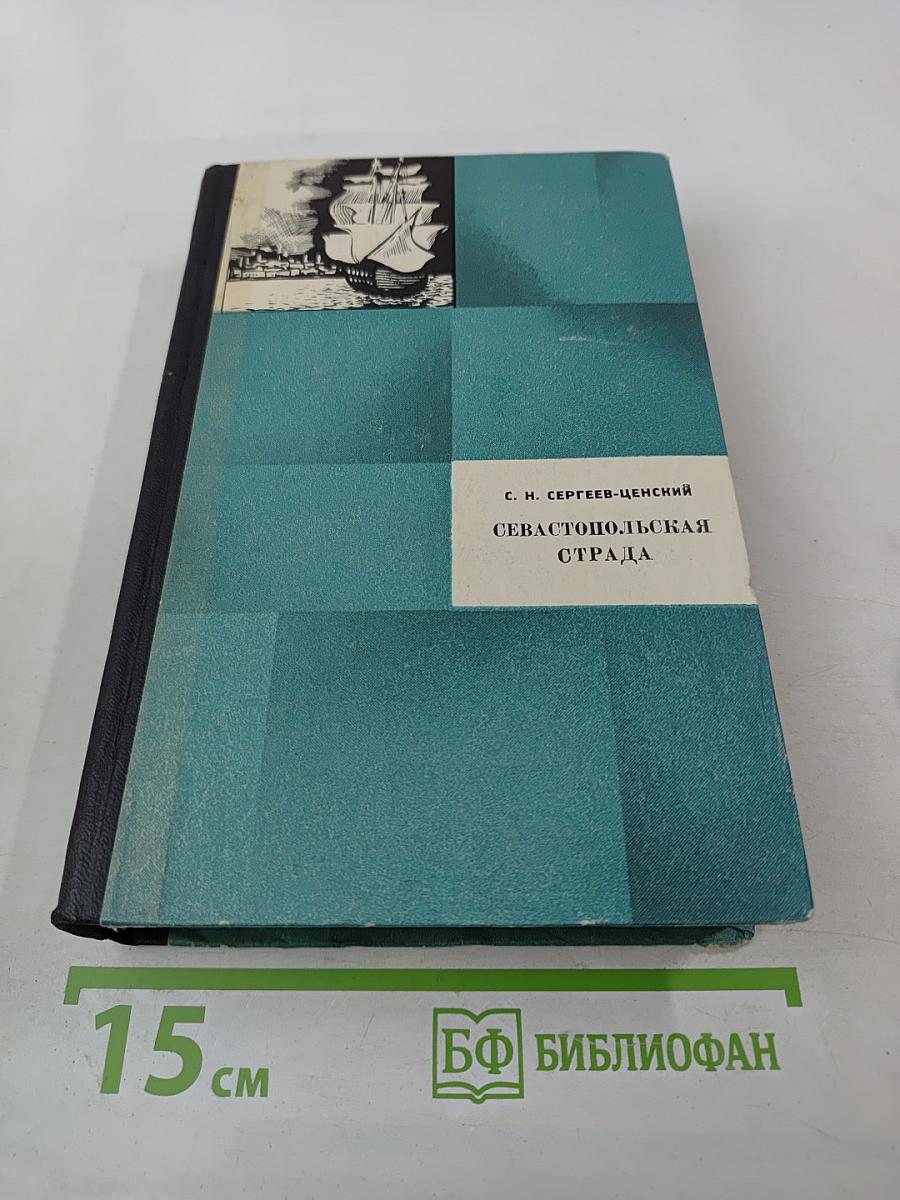 С. Н. СЕРГЕЕВ-ЦЕНСКИЙ
СЕВАСТОПОЛЬСКАЯ
СТРАДА
15 см
БФ БИБЛИОФАН